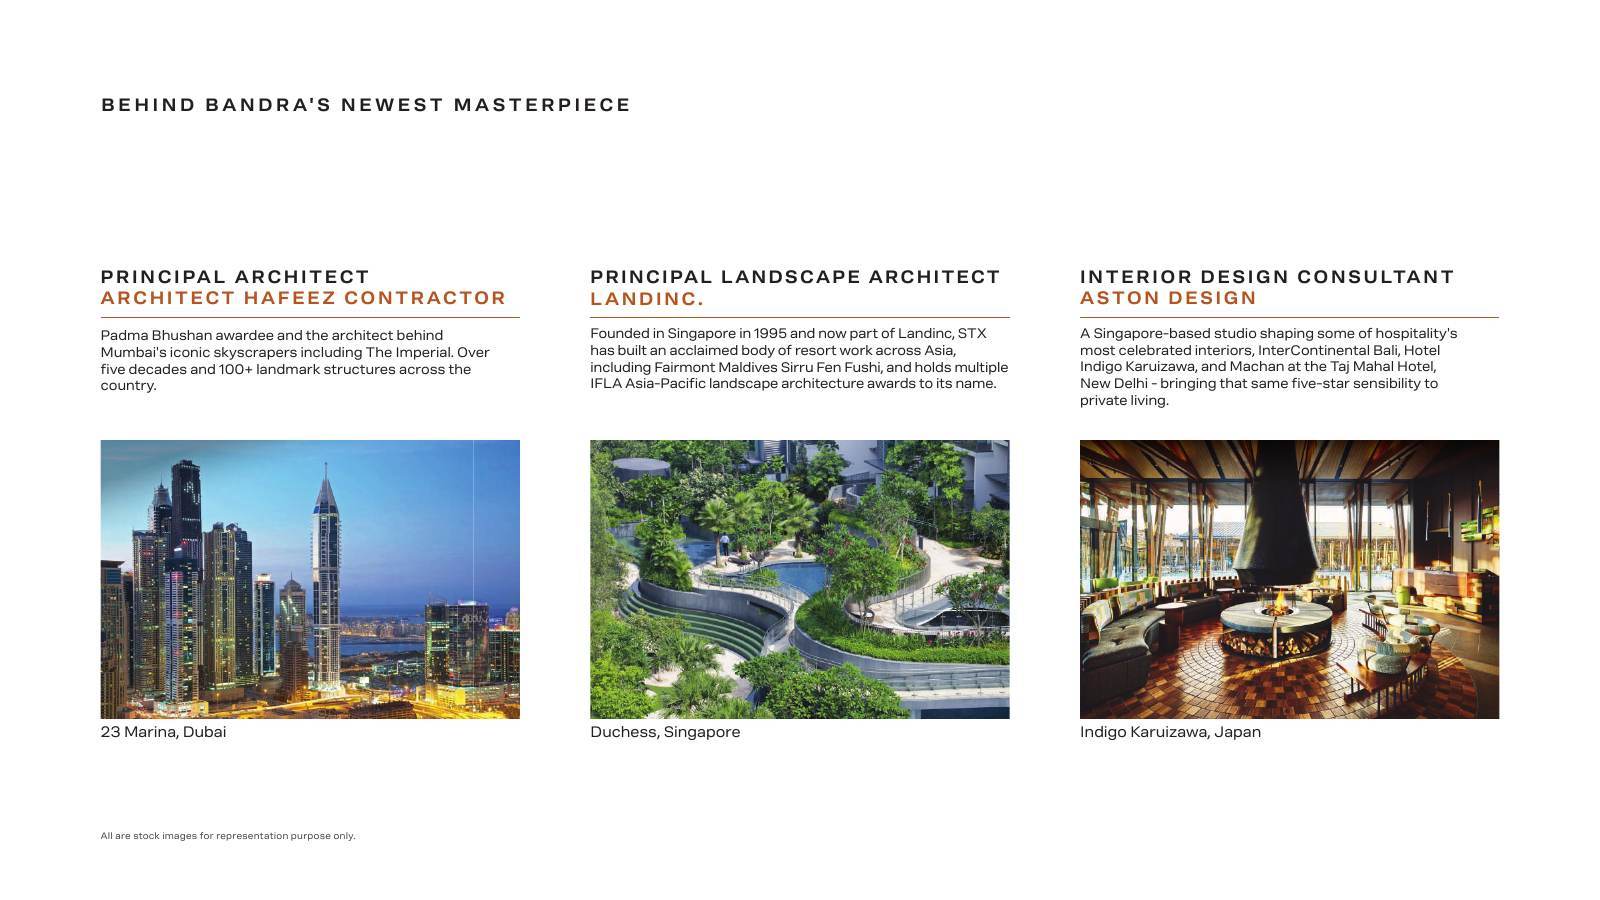 BEHIND BANDRA'S NEWEST MASTERPIECE
PRINCIPAL ARCHITECT
ARCHITECT HAFEEZ CONTRACTOR
Padma Bhushan awardee and the architect behind
Mumbai's iconic skyscrapers including The Imperial. Over
five decades and 100+ landmark structures across the
country.
23 Marina, Dubai
PRINCIPAL LANDSCAPE ARCHITECT
LANDINC.
Founded in Singapore in 1995 and now part of Landinc, STX
has built an acclaimed body of resort work across Asia,
including Fairmont Maldives Sirru Fen Fushi, and holds multiple
IFLA Asia-Pacific landscape architecture awards to its name.
Duchess, Singapore
INTERIOR DESIGN CONSULTANT
ASTON DESIGN
A Singapore-based studio shaping some of hospitality's
most celebrated interiors, InterContinental Bali, Hotel
Indigo Karuizawa, and Machan at the Taj Mahal Hotel,
New Delhi - bringing that same five-star sensibility to
private living.
Indigo Karuizawa, Japan
All are stock images for representation purpose only.